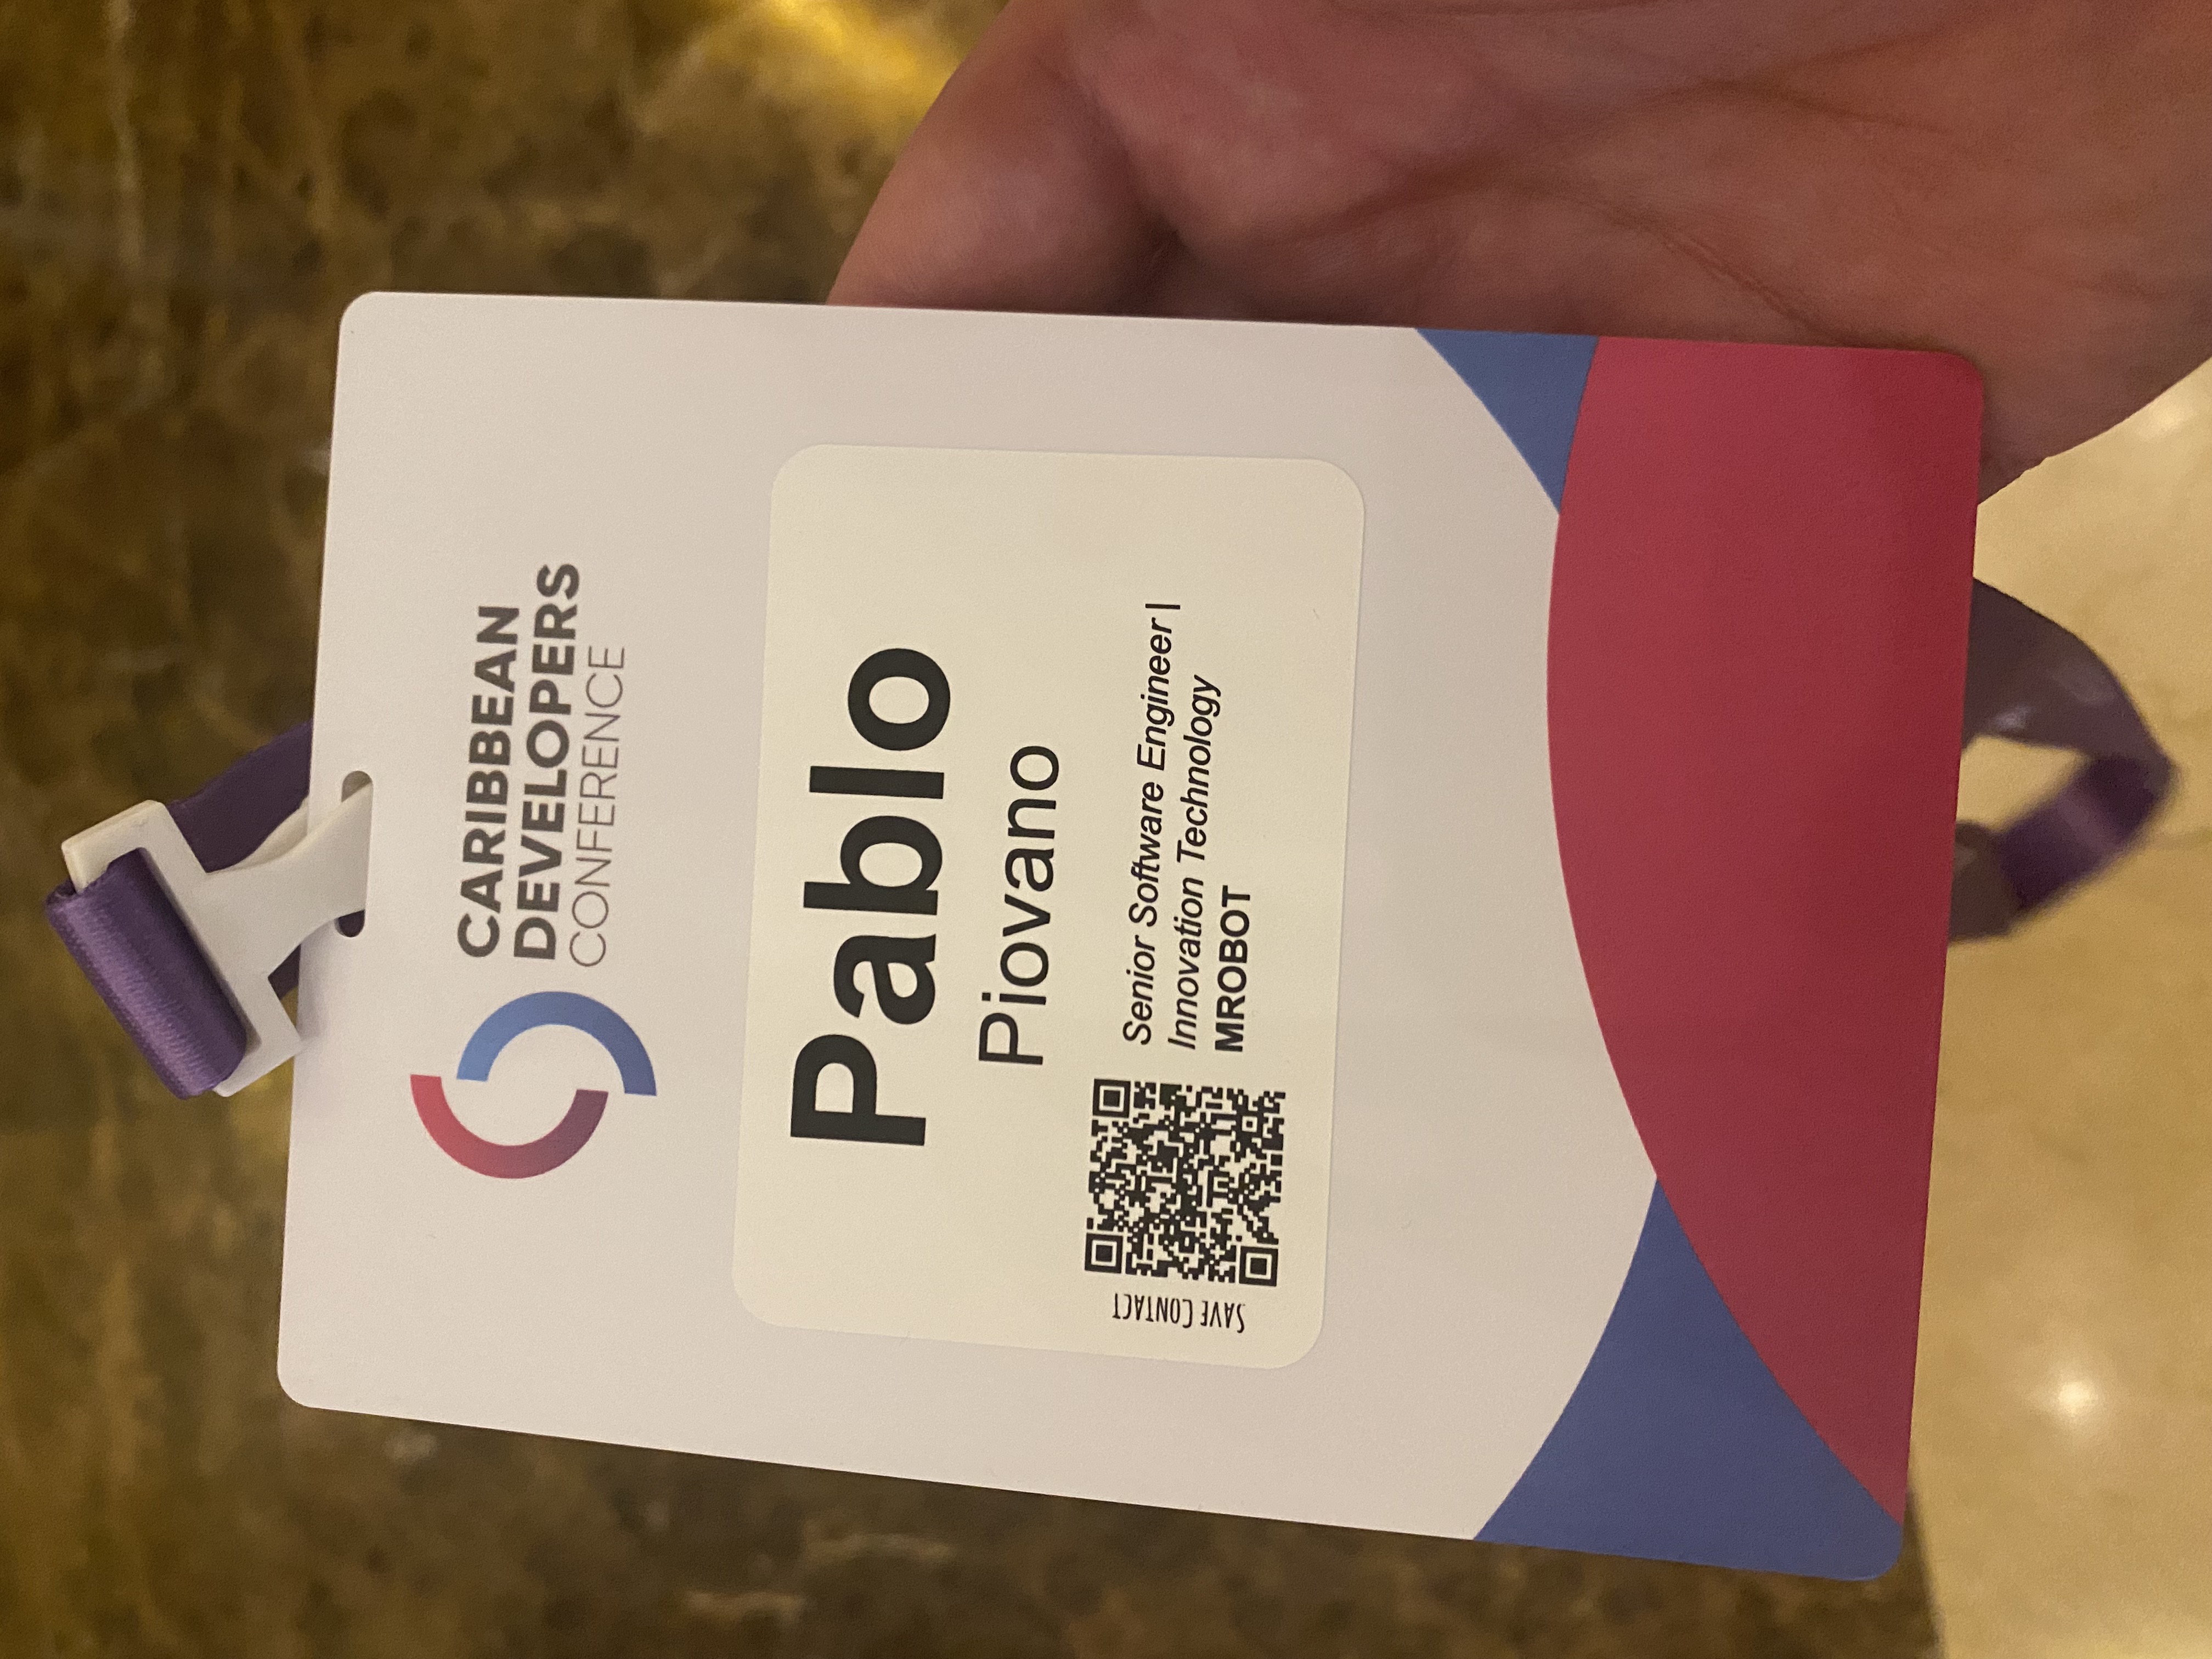 CARIBBEAN
DEVELOPERS
CONFERENCE
Pablo
Piovano
SAVE CONTACT
Senior Software Engineer |
Innovation Technology
MROBOT